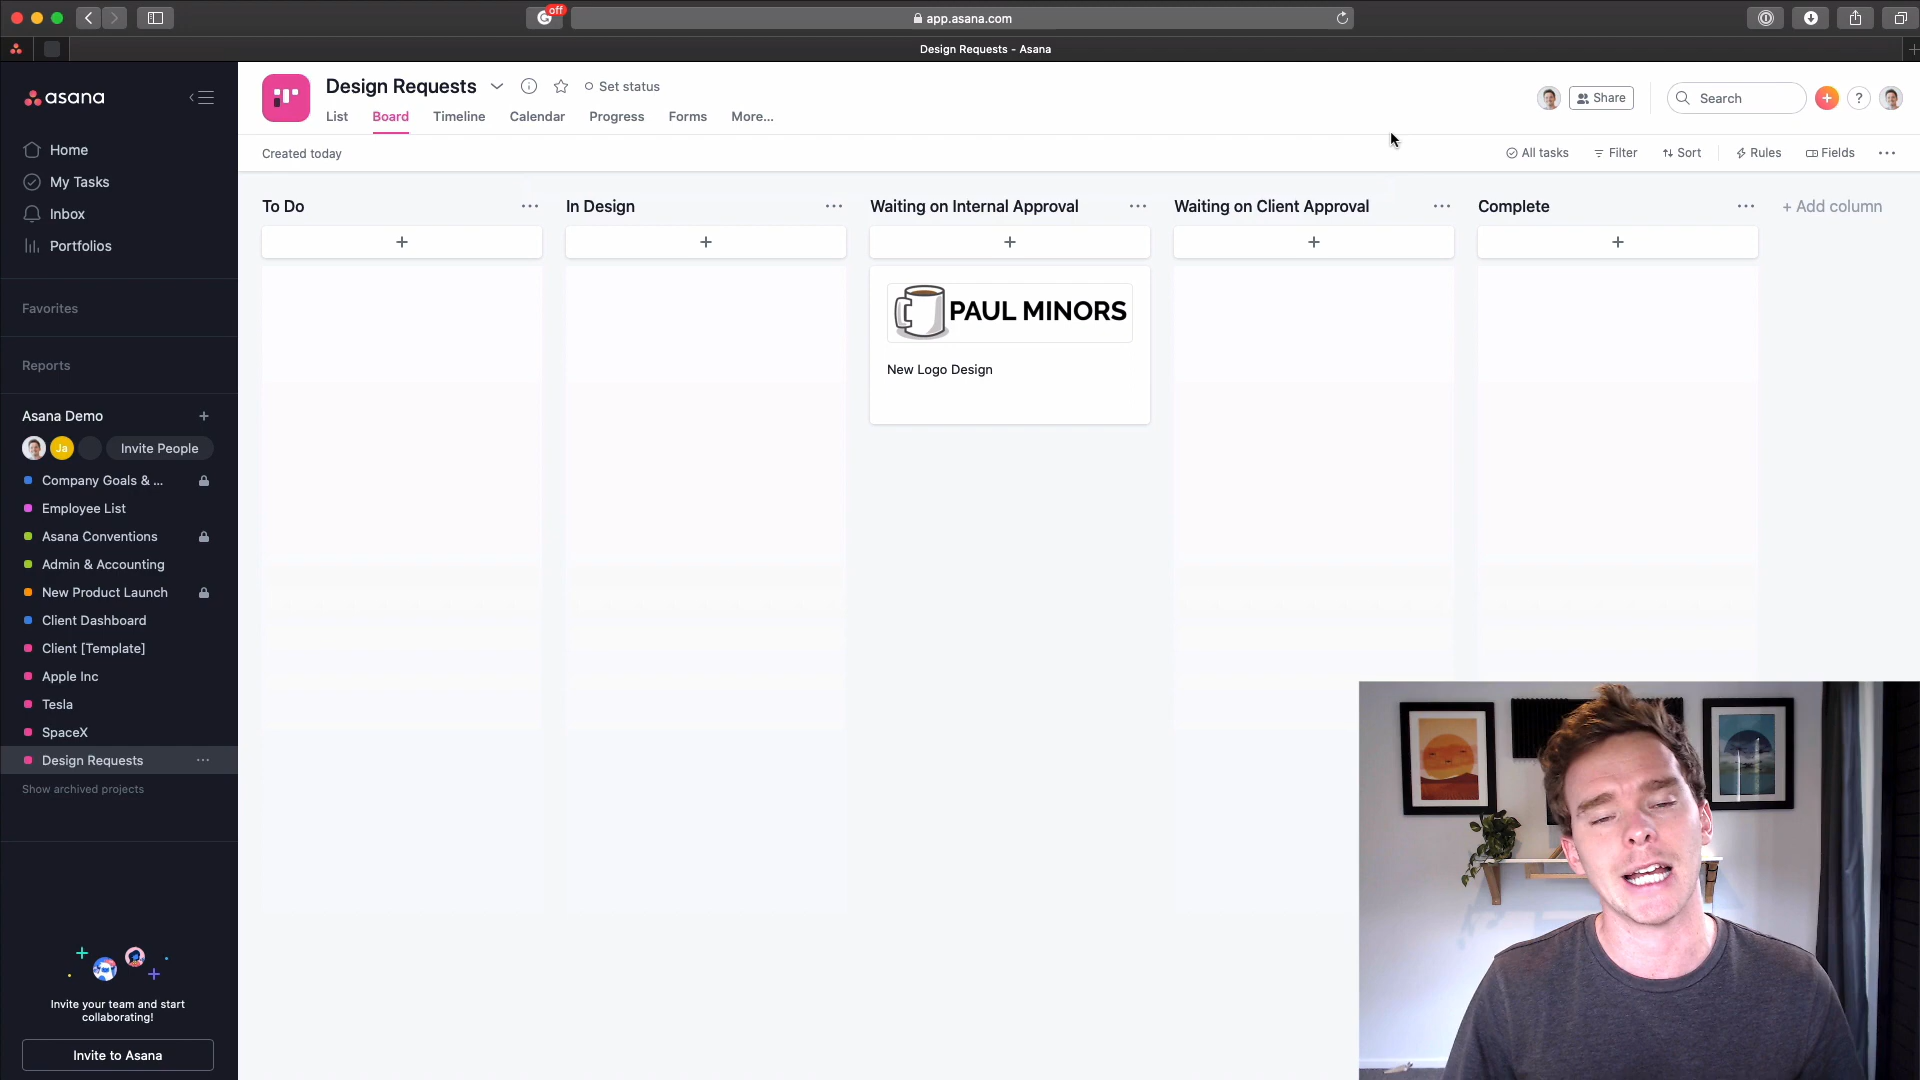 off
app.asana.com
Design Requests - Asana
asana
Home
My Tasks
Inbox
Portfolios
Favorites
Reports
Asana Demo
Ja
Invite People
Company Goals & ...
Employee List
Asana Conventions
Admin & Accounting
New Product Launch
Client Dashboard
Client [Template]
Apple Inc
Tesla
SpaceX
Design Requests
Show archived projects
Invite your team and start
collaborating!
Invite to Asana
Design Requests
Set status
List
Board
Timeline
Calendar
Progress
Forms
More...
Share
Search
?
Created today
All tasks
Filter
Sort
Rules
Fields
To Do
In Design
Waiting on Internal Approval
Waiting on Client Approval
Complete
+ Add column
PAUL MINORS
New Logo Design